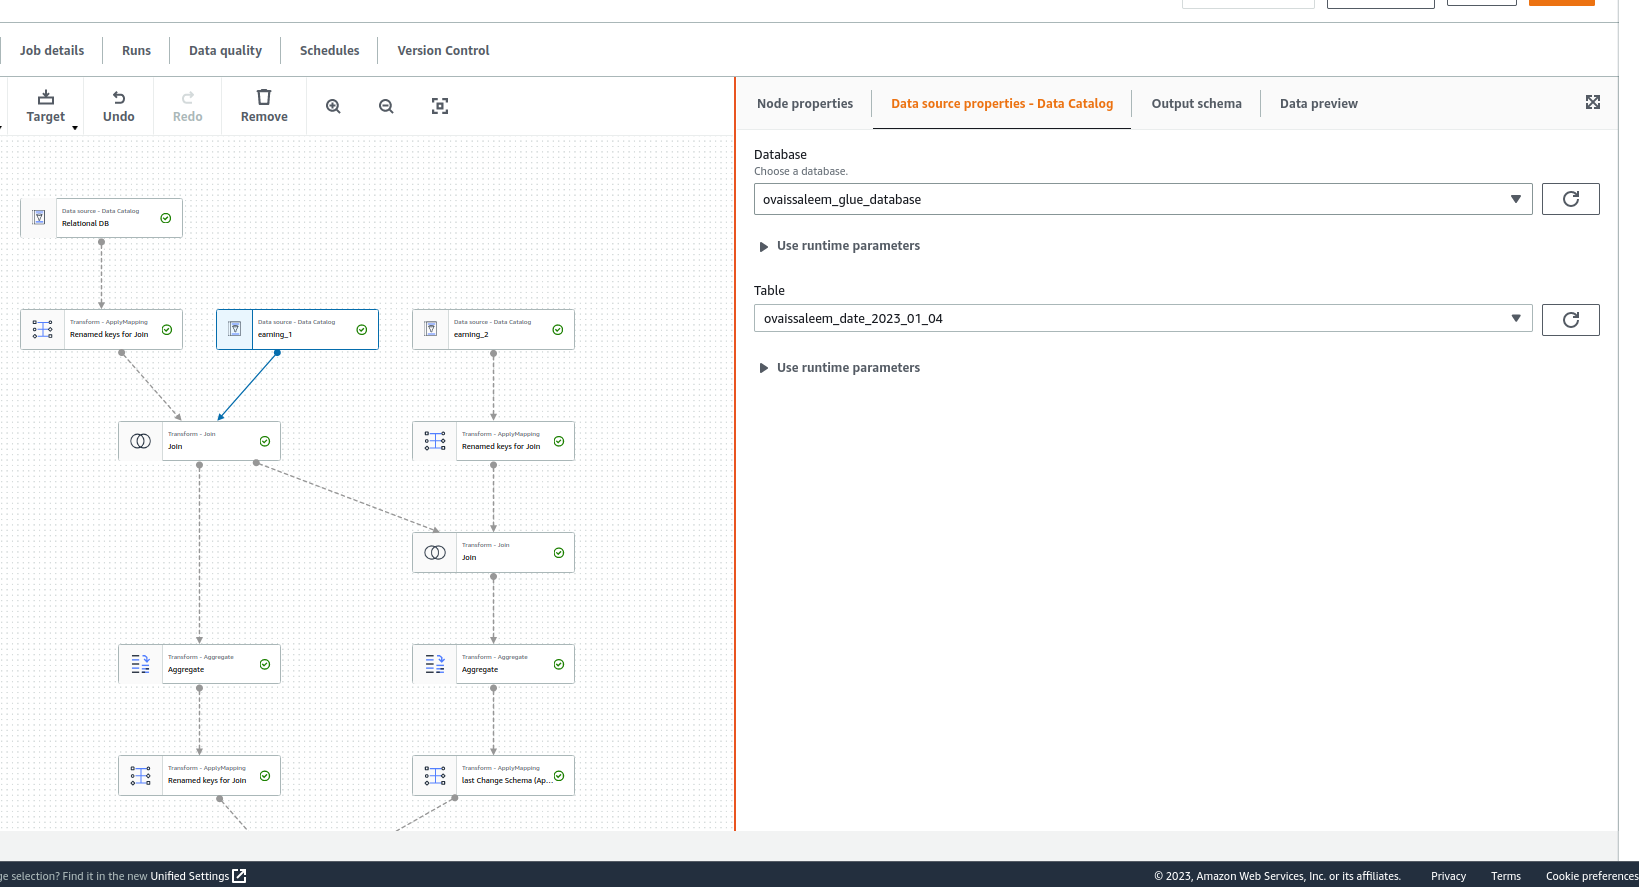 Job details
Runs
Data quality
Schedules
Version Control
Target
Undo
Redo
Remove
Node properties
Data source properties - Data Catalog
Output schema
Data preview
Database
Choose a database.
ovaissaleem_glue_database
Use runtime parameters
Table
ovaissaleem_date_2023_01_04
Use runtime parameters
Data source - Data Catalog
Relational DB
Transform - ApplyMapping
Renamed keys for Join
Data source - Data Catalog
earning_1
Data source - Data Catalog
earning_2
Transform - Join
Join
Transform - ApplyMapping
Renamed keys for Join
Transform - Join
Join
Transform - Aggregate
Aggregate
Transform - Aggregate
Aggregate
Transform - ApplyMapping
Renamed keys for Join
Transform - ApplyMapping
last Change Schema (Ap...
ge selection? Find it in the new Unified Settings
© 2023, Amazon Web Services, Inc. or its affiliates.
Privacy
Terms
Cookie preferences